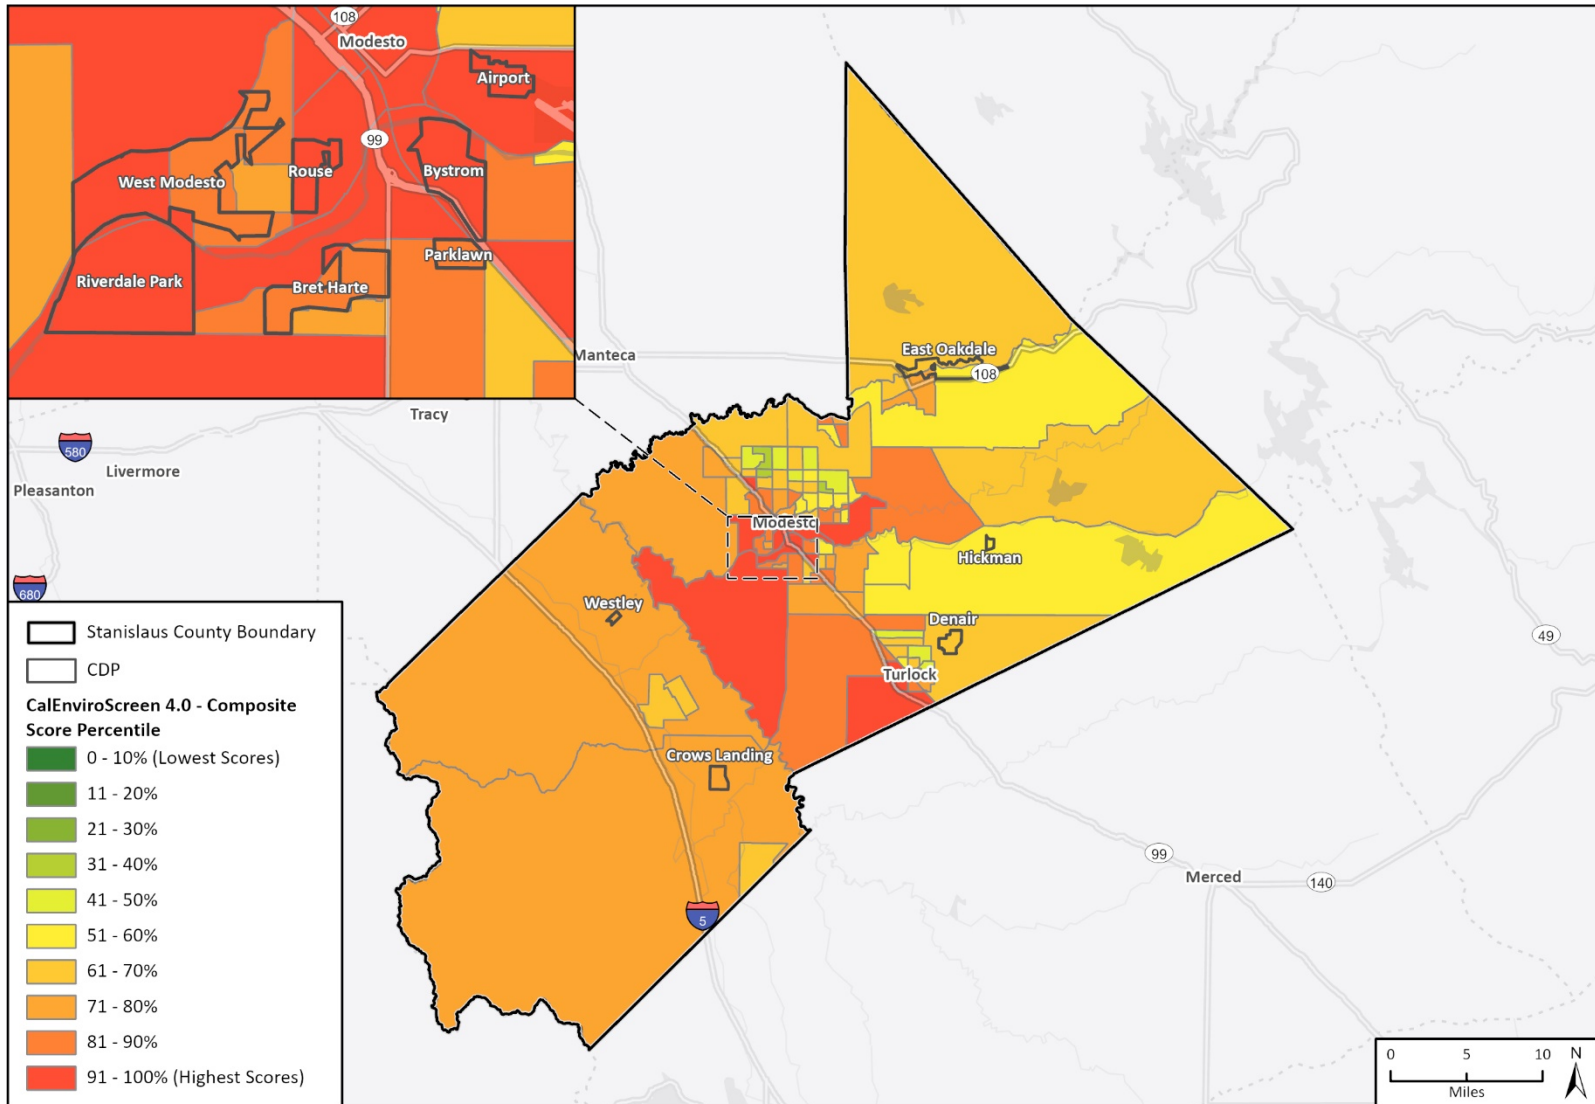 108
Modesto
Airport
99
West Modesto
Rouse
Bystrom
Riverdale Park
Bret Harte
Parklawn
Manteca
Tracy
580
Livermore
Pleasanton
680
East Oakdale
108
Modesto
Hickman
Westley
Denair
Turlock
Crows Landing
5
49
99
Merced
140
Stanislaus County Boundary
CDP
CalEnviroScreen 4.0 - Composite
Score Percentile
0 - 10% (Lowest Scores)
11 - 20%
21 - 30%
31 - 40%
41 - 50%
51 - 60%
61 - 70%
71 - 80%
81 - 90%
91 - 100% (Highest Scores)
0 5 10
Miles
N